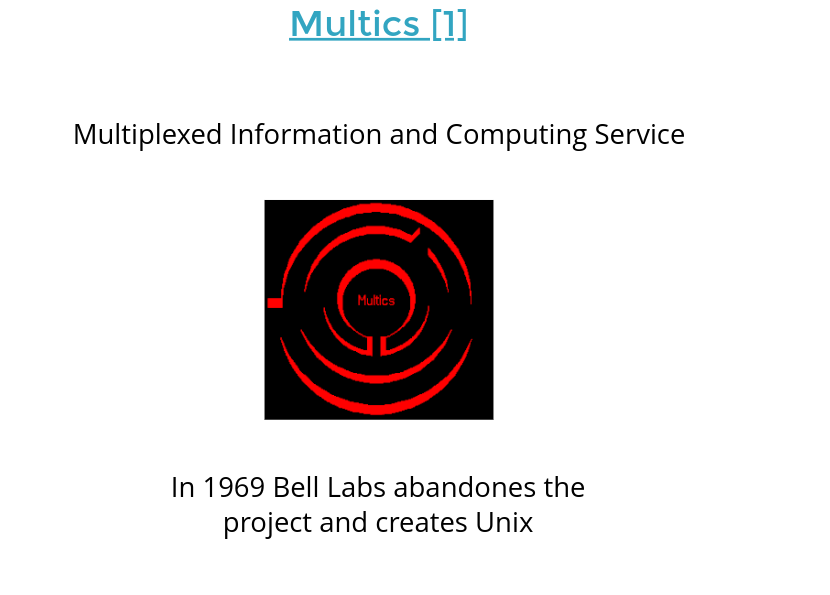 Multics [1]
Multiplexed Information and Computing Service
Multics
In 1969 Bell Labs abandones the
project and creates Unix